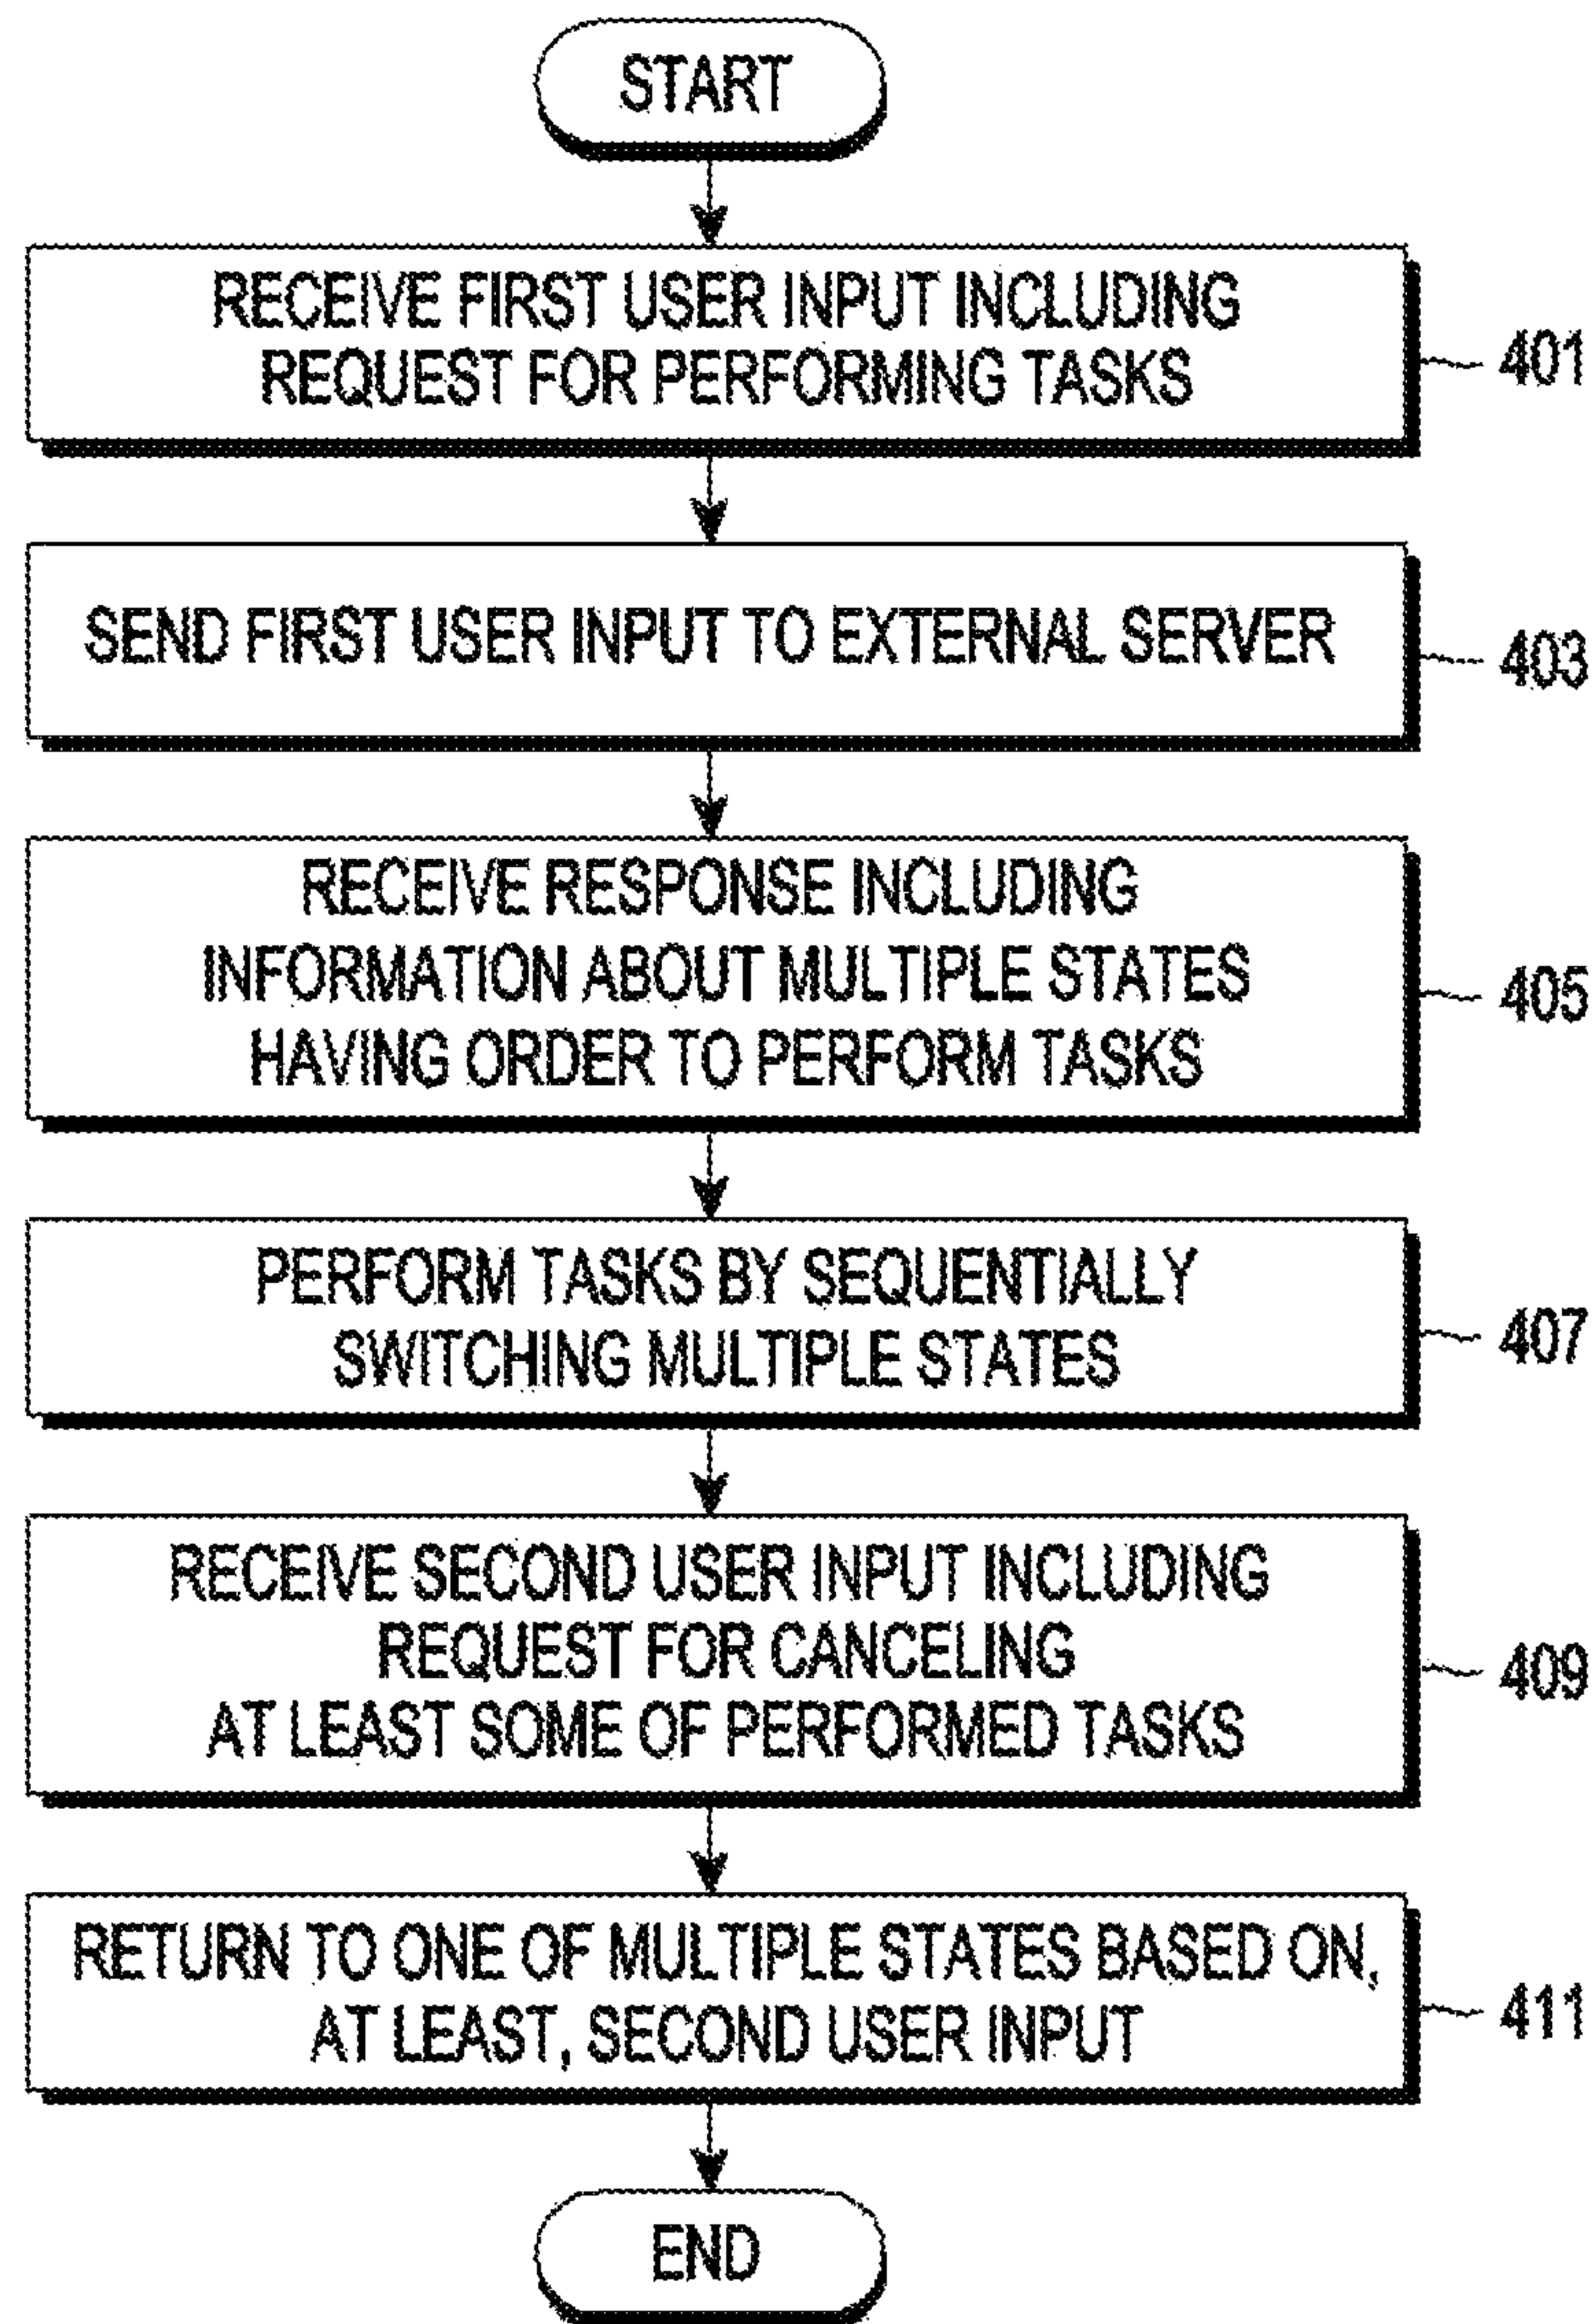 START
RECEIVE FIRST USER INPUT INCLUDING
REQUEST FOR PERFORMING TASKS
401
SEND FIRST USER INPUT TO EXTERNAL SERVER
403
RECEIVE RESPONSE INCLUDING
INFORMATION ABOUT MULTIPLE STATES
HAVING ORDER TO PERFORM TASKS
405
PERFORM TASKS BY SEQUENTIALLY
SWITCHING MULTIPLE STATES
407
RECEIVE SECOND USER INPUT INCLUDING
REQUEST FOR CANCELING
AT LEAST SOME OF PERFORMED TASKS
409
RETURN TO ONE OF MULTIPLE STATES BASED ON,
AT LEAST, SECOND USER INPUT
411
END